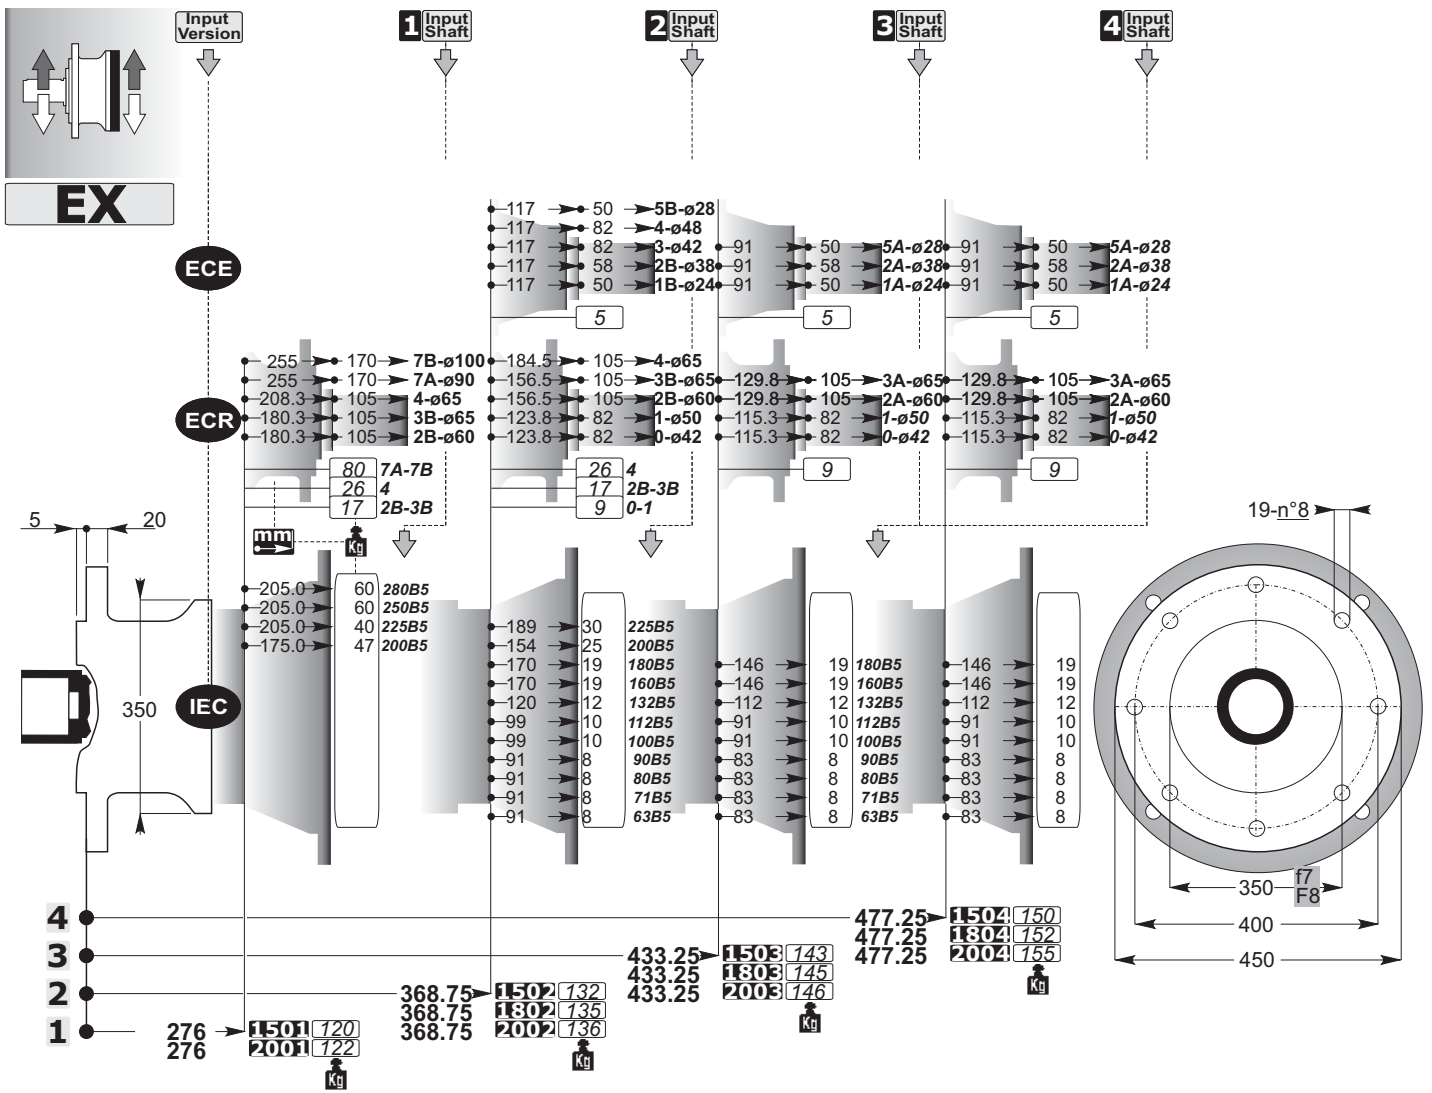 Input Version
1 Input Shaft
2 Input Shaft
3 Input Shaft
4 Input Shaft
EX
ECE
117 50 5B-ø28
117 82 4-ø48
117 82 3-ø42 91 50 5A-ø28 91 50 5A-ø28
117 58 2B-ø38 91 58 2A-ø38 91 58 2A-ø38
117 50 1B-ø24 91 50 1A-ø24 91 50 1A-ø24
5 5 5
ECR
255 170 7B-ø100 184.5 105 4-ø65
255 170 7A-ø90 156.5 105 3B-ø65 129.8 105 3A-ø65 129.8 105 3A-ø65
208.3 105 4-ø65 156.5 105 2B-ø60 129.8 105 2A-ø60 129.8 105 2A-ø60
180.3 105 3B-ø65 123.8 82 1-ø50 115.3 82 1-ø50 115.3 82 1-ø50
180.3 105 2B-ø60 123.8 82 0-ø42 115.3 82 0-ø42 115.3 82 0-ø42
80 7A-7B 26 4 9 9
26 4 17 2B-3B
17 2B-3B 9 0-1
5 20
mm
Kg
19-n°8
350
IEC
205.0 60 280B5
205.0 60 250B5
205.0 40 225B5 189 30 225B5
175.0 47 200B5 154 25 200B5
170 19 180B5 146 19 180B5 146 19
170 19 160B5 146 19 160B5 146 19
120 12 132B5 112 12 132B5 112 12
99 10 112B5 91 10 112B5 91 10
99 10 100B5 91 10 100B5 91 10
91 8 90B5 83 8 90B5 83 8
91 8 80B5 83 8 80B5 83 8
91 8 71B5 83 8 71B5 83 8
91 8 63B5 83 8 63B5 83 8
350 f7 F8
400
450
4 477.25 1504 150
477.25 1804 152
477.25 2004 155
Kg
3 433.25 1503 143
433.25 1803 145
433.25 2003 146
Kg
2 368.75 1502 132
368.75 1802 135
368.75 2002 136
Kg
1 276 1501 120
276 2001 122
Kg